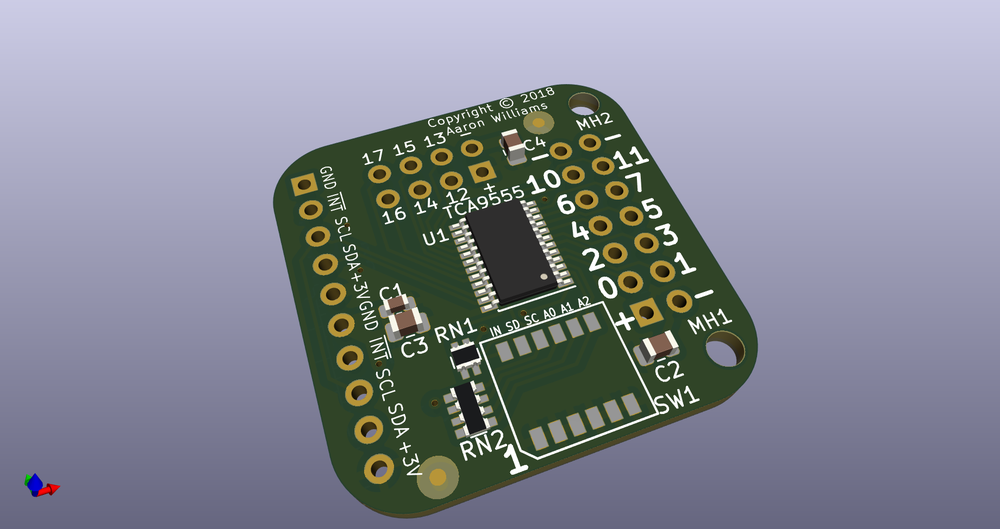 Copyright © 2018
Aaron Williams
MH2
C4
17 15 13 –
16 14 12 +
TCA9555
U1
GND INT SCL SDA +3V GND INT SCL SDA +3V
– –
10 11
6 7
4 5
2 3
0 1
+ –
MH1
C1
C3
RN1
IN SD SC A0 A1 A2
C2
SW1
RN2
1